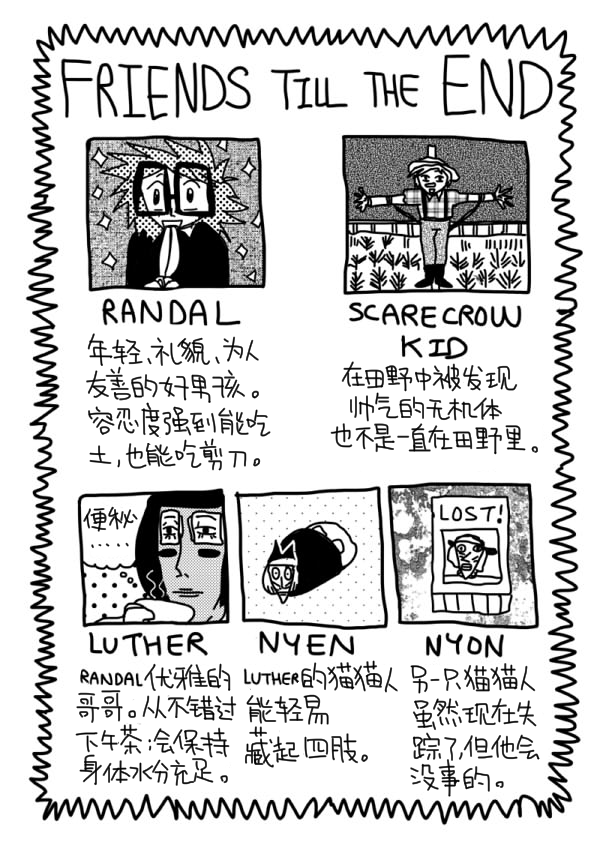 FRIENDS TILL THE END
RANDAL
年轻、礼貌、为人
友善的好男孩。
容忍度强到能吃
土,也能吃剪刀。
SCARECROW
KID
在田野中被发现
帅气的无机体
也不是一直在田野里。
便秘
.....
LUTHER
RANDAL优雅的
哥哥。从不错过
下午茶;会保持
身体水分充足。
NYEN
LUTHER的猫猫人
能轻易
藏起四肢。
LOST!
NYON
另一只猫猫人
虽然现在失
踪了,但他会
没事的。